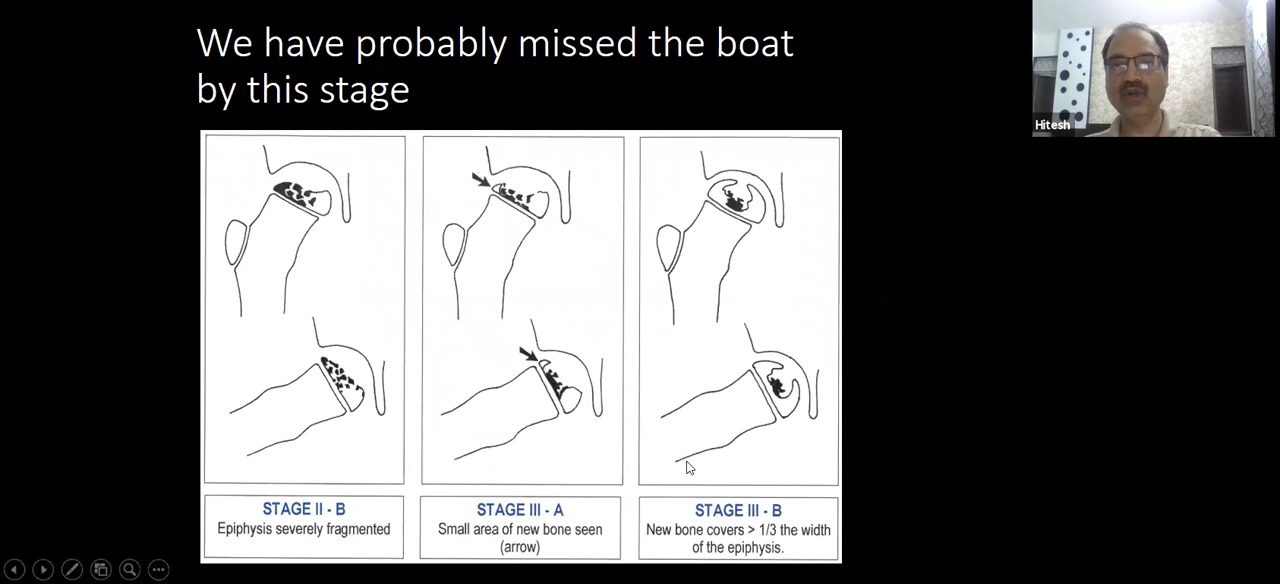 We have probably missed the boat
by this stage
Hitesh
STAGE II - B
Epiphysis severely fragmented
STAGE III - A
Small area of new bone seen
(arrow)
STAGE III - B
New bone covers > 1/3 the width
of the epiphysis.